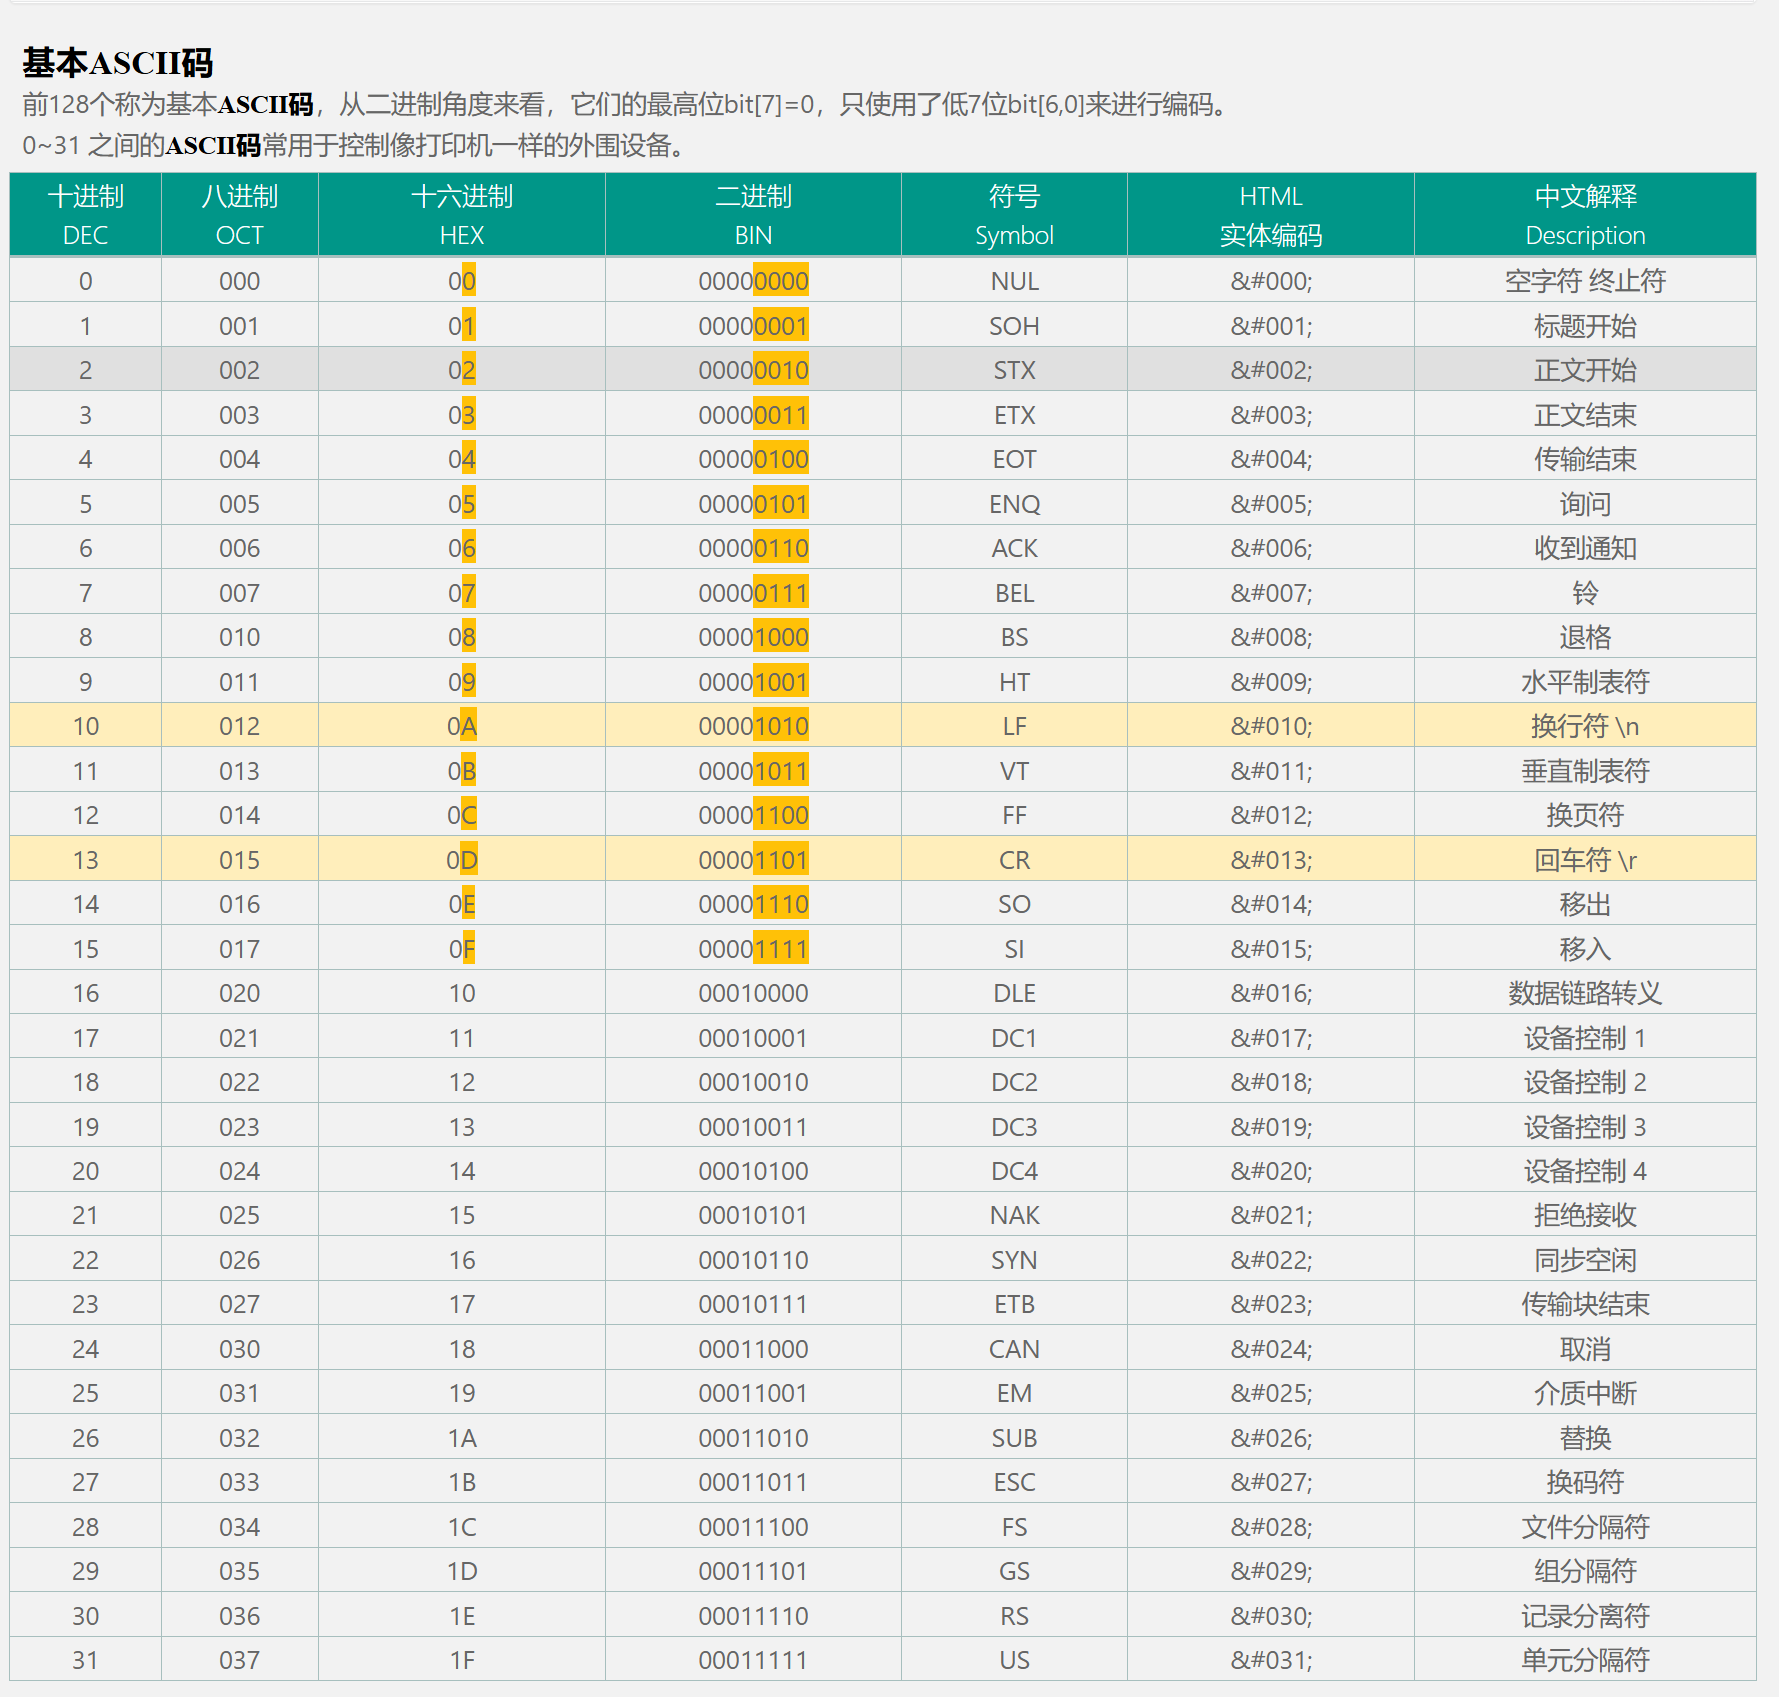 基本ASCII码
前128个称为基本ASCII码，从二进制角度来看，它们的最高位bit[7]=0，只使用了低7位bit[6,0]来进行编码。
0~31 之间的ASCII码常用于控制像打印机一样的外围设备。
十进制 八进制 十六进制 二进制 符号 HTML 中文解释
DEC OCT HEX BIN Symbol 实体编码 Description
0 000 00 00000000 NUL &#000; 空字符 终止符
1 001 01 00000001 SOH &#001; 标题开始
2 002 02 00000010 STX &#002; 正文开始
3 003 03 00000011 ETX &#003; 正文结束
4 004 04 00000100 EOT &#004; 传输结束
5 005 05 00000101 ENQ &#005; 询问
6 006 06 00000110 ACK &#006; 收到通知
7 007 07 00000111 BEL &#007; 铃
8 010 08 00001000 BS &#008; 退格
9 011 09 00001001 HT &#009; 水平制表符
10 012 0A 00001010 LF &#010; 换行符 \n
11 013 0B 00001011 VT &#011; 垂直制表符
12 014 0C 00001100 FF &#012; 换页符
13 015 0D 00001101 CR &#013; 回车符 \r
14 016 0E 00001110 SO &#014; 移出
15 017 0F 00001111 SI &#015; 移入
16 020 10 00010000 DLE &#016; 数据链路转义
17 021 11 00010001 DC1 &#017; 设备控制 1
18 022 12 00010010 DC2 &#018; 设备控制 2
19 023 13 00010011 DC3 &#019; 设备控制 3
20 024 14 00010100 DC4 &#020; 设备控制 4
21 025 15 00010101 NAK &#021; 拒绝接收
22 026 16 00010110 SYN &#022; 同步空闲
23 027 17 00010111 ETB &#023; 传输块结束
24 030 18 00011000 CAN &#024; 取消
25 031 19 00011001 EM &#025; 介质中断
26 032 1A 00011010 SUB &#026; 替换
27 033 1B 00011011 ESC &#027; 换码符
28 034 1C 00011100 FS &#028; 文件分隔符
29 035 1D 00011101 GS &#029; 组分隔符
30 036 1E 00011110 RS &#030; 记录分离符
31 037 1F 00011111 US &#031; 单元分隔符